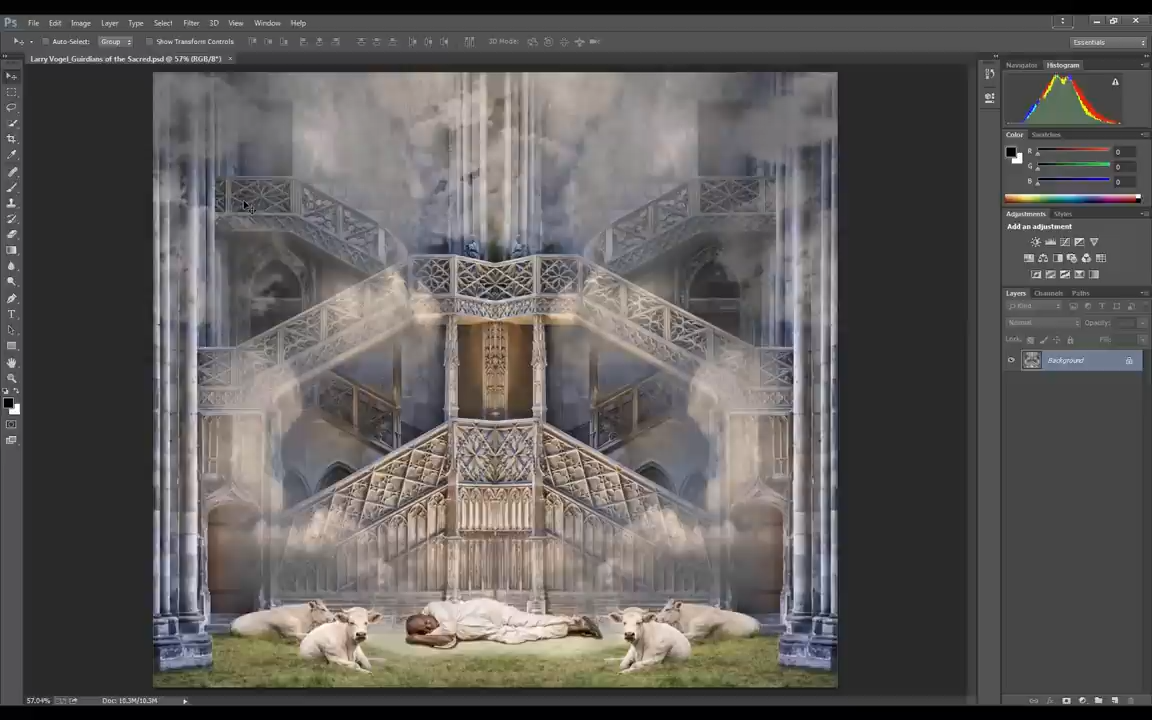 Ps File Edit Image Layer Type Select Filter 3D View Window Help
Auto-Select: Group Show Transform Controls 3D Mode: Essentials
Larry Vogel_Guirdians of the Sacred.psd @ 57% (RGB/8*) ×
Navigator Histogram
Color Swatches
R 0
G 0
B 0
Adjustments Styles
Add an adjustment
Layers Channels Paths
Kind
Normal Opacity:
Lock: Fill:
Background
57.04% Doc: 10.3M/10.3M